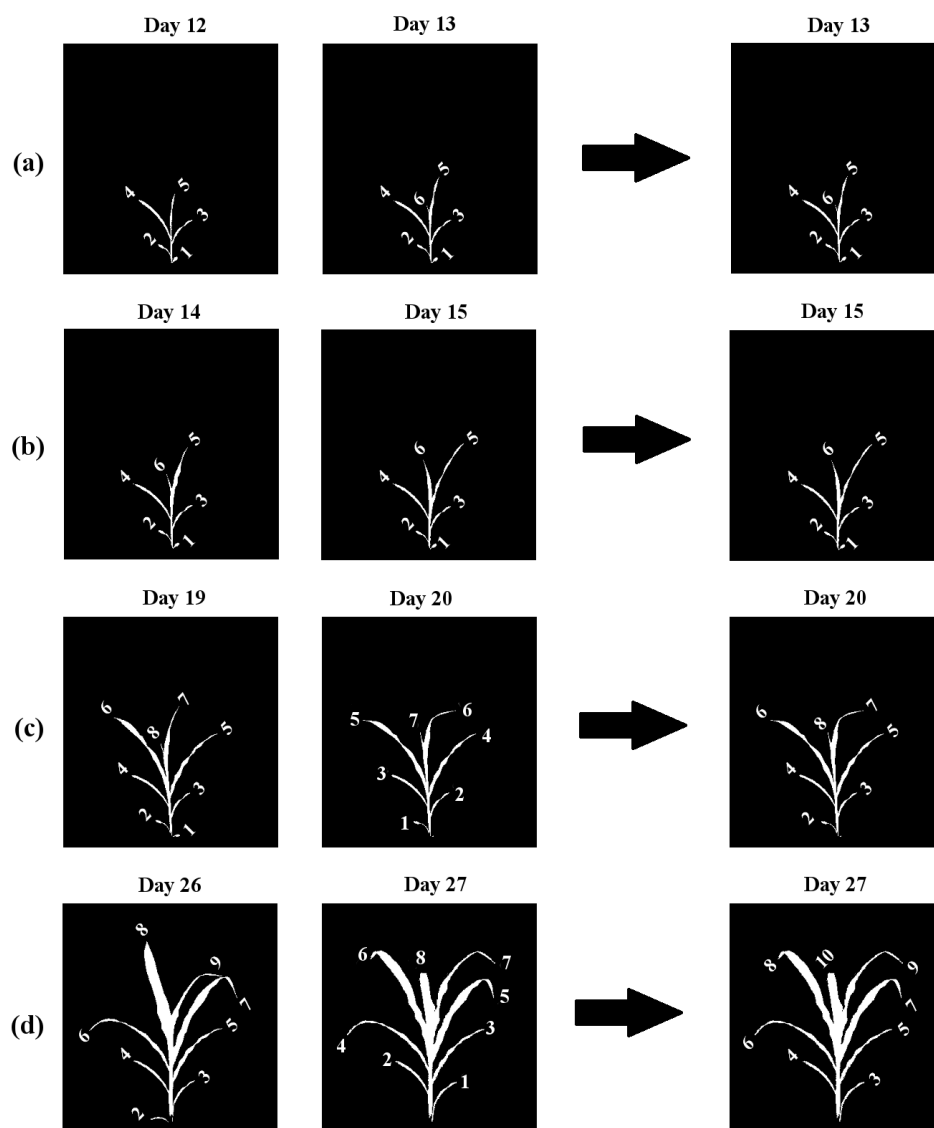 Day 12 Day 13 Day 13
(a)
4 5 3 2 1
4 6 5 3 2 1
4 6 5 3 2 1
Day 14 Day 15 Day 15
(b)
4 6 5 3 2 1
4 6 5 3 2 1
4 6 5 3 2 1
Day 19 Day 20 Day 20
(c)
6 8 7 5 4 3 2 1
5 7 6 4 3 2 1
6 8 7 5 4 3 2
Day 26 Day 27 Day 27
(d)
8 9 7 6 5 4 3 2
6 8 7 5 4 3 2 1
8 10 9 7 6 5 4 3